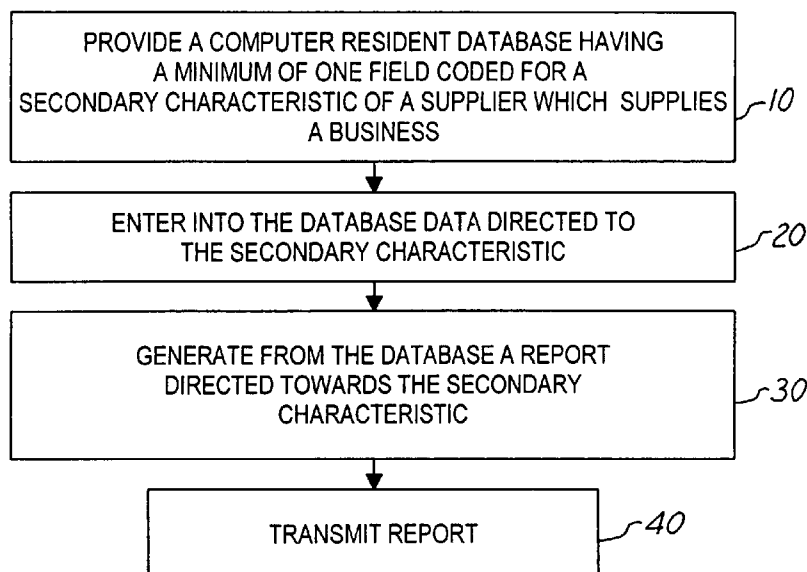 PROVIDE A COMPUTER RESIDENT DATABASE HAVING
A MINIMUM OF ONE FIELD CODED FOR A
SECONDARY CHARACTERISTIC OF A SUPPLIER WHICH SUPPLIES
A BUSINESS
10
ENTER INTO THE DATABASE DATA DIRECTED TO
THE SECONDARY CHARACTERISTIC.
20
GENERATE FROM THE DATABASE A REPORT
DIRECTED TOWARDS THE SECONDARY
CHARACTERISTIC.
30
TRANSMIT REPORT
40